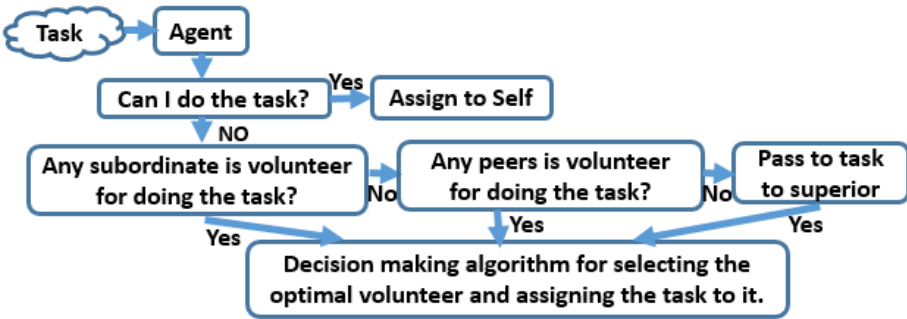 Task
Agent
Can I do the task?
Yes
Assign to Self
NO
Any subordinate is volunteer
for doing the task?
No
Any peers is volunteer
for doing the task?
No
Pass to task
to superior
Yes
Yes
Yes
Decision making algorithm for selecting the
optimal volunteer and assigning the task to it.